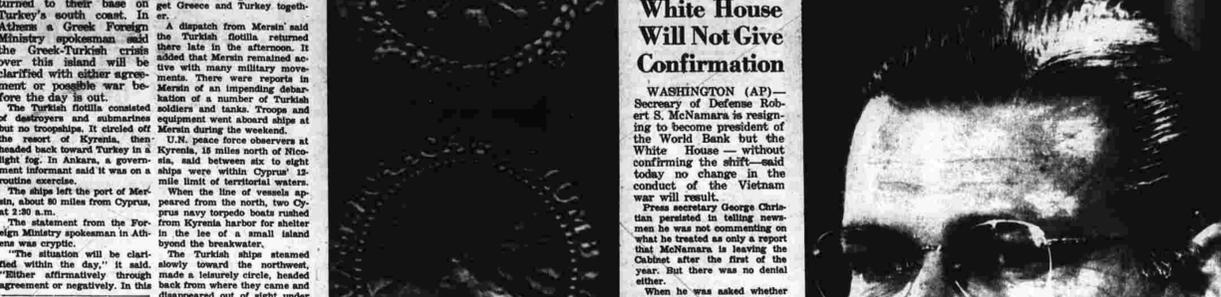 turned to their base on
Turkey's south coast. In
Athens a Greek Foreign
Ministry spokesman said
the Greek-Turkish crisis
over this island will be
clarified with either agree-
ment or possible war be-
fore the day is out.
The Turkish flotilla consisted
of destroyers and submarines
but no troopships. It circled off
the resort of Kyrenia, then
headed back toward Turkey in a
light fog. In Ankara, a govern-
ment informant said it was on a
routine exercise.
The ships left the port of Mer-
sin, about 80 miles from Cyprus,
at 2:30 a.m.
The statement from the For-
eign Ministry spokesman in Ath-
ens was cryptic.
"The situation will be clari-
fied within the day," it said.
"Either affirmatively through
agreement or negatively. In this
get Greece and Turkey togeth-
er.
A dispatch from Mersin said
the Turkish flotilla returned
there late in the afternoon. It
added that Mersin remained ac-
tive with many military move-
ments. There were reports in
Mersin of an impending debar-
kation of a number of Turkish
soldiers and tanks. Troops and
equipment went aboard ships at
Mersin during the weekend.
U.N. peace force observers at
Kyrenia, 15 miles north of Nico-
sia, said between six to eight
ships were within Cyprus' 12-
mile limit of territorial waters.
When the line of vessels ap-
peared from the north, two Cy-
prus navy torpedo boats rushed
from Kyrenia harbor for shelter
in the lee of a small island
byond the breakwater.
The Turkish ships steamed
slowly toward the northwest,
made a leisurely circle, headed
back from where they came and
disappeared out of sight under
White House
Will Not Give
Confirmation
WASHINGTON (AP)—
Secreary of Defense Rob-
ert S. McNamara is resign-
ing to become president of
the World Bank but the
White House — without
confirming the shift—said
today no change in the
conduct of the Vietnam
war will result.
Press secretary George Chris-
tian persisted in telling news-
men he was not commenting on
what he treated as only a report
that McNamara is leaving the
Cabinet after the first of the
year. But there was no denial
either.
When he was asked whether